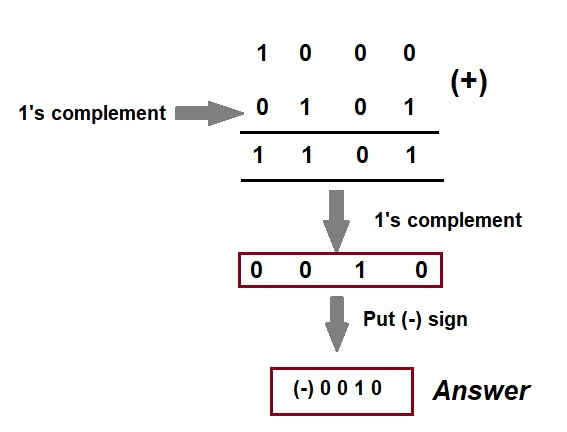 1 0 0 0
(+)
1's complement 0 1 0 1
1 1 0 1
1's complement
0 0 1 0
Put (-) sign
(-) 0 0 1 0 Answer